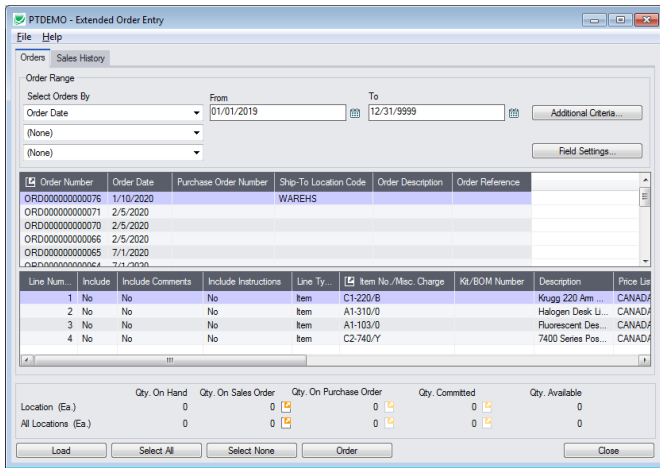 PTDEMO - Extended Order Entry
File Help
Orders Sales History
Order Range
Select Orders By From To
Order Date 01/01/2019 12/31/9999 Additional Criteria...
(None)
(None) Field Settings...
Order Number Order Date Purchase Order Number Ship-To Location Code Order Description Order Reference
ORD000000000076 1/10/2020 WAREHS
ORD000000000071 2/5/2020
ORD000000000070 2/5/2020
ORD000000000066 2/5/2020
ORD000000000065 7/1/2020
ORD000000000064 7/1/2020
Line Num... Include Include Comments Include Instructions Line Ty... Item No./Misc. Charge Kit/BOM Number Description Price Lis
1 No No No Item C1-220/B Krugg 220 Arm ... CANADA
2 No No No Item A1-310/0 Halogen Desk Li... CANADA
3 No No No Item A1-103/0 Fluorescent Des... CANADA
4 No No No Item C2-740/Y 7400 Series Pos... CANADA
Qty. On Hand Qty. On Sales Order Qty. On Purchase Order Qty. Committed Qty. Available
Location (Ea.) 0 0 0 0 0
All Locations (Ea.) 0 0 0 0 0
Load Select All Select None Order Close